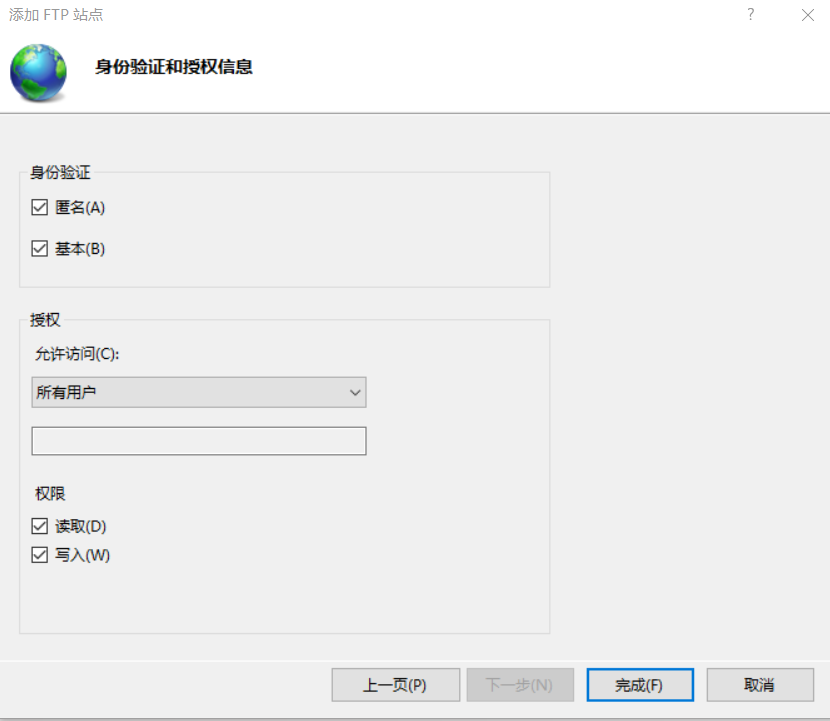 添加 FTP 站点
?
身份验证和授权信息
身份验证
匿名(A)
基本(B)
授权
允许访问(C):
所有用户
权限
读取(D)
写入(W)
上一页(P) 下一步(N) 完成(F) 取消